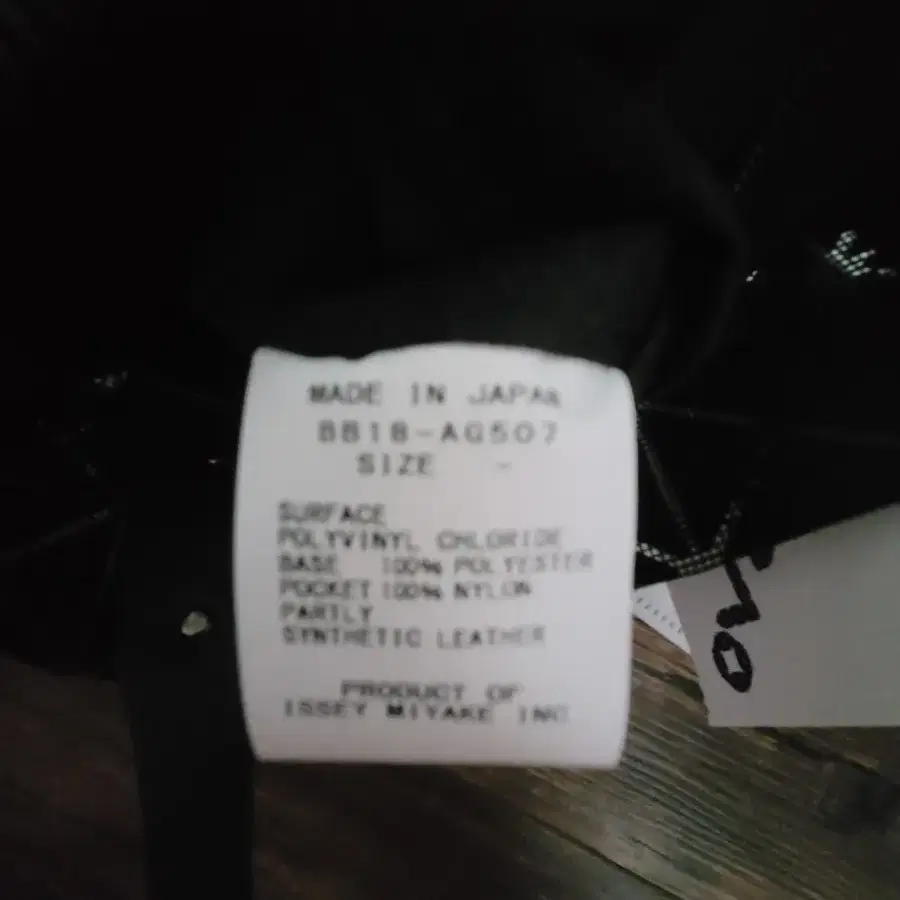 MADE IN JAPAN
BB18-AG507
SIZE -
SURFACE
POLYVINYL CHLORIDE
BASE 100% POLYESTER
POCKET 100% NYLON
PARTLY
SYNTHETIC LEATHER
PRODUCT OF
ISSEY MIYAKE INC